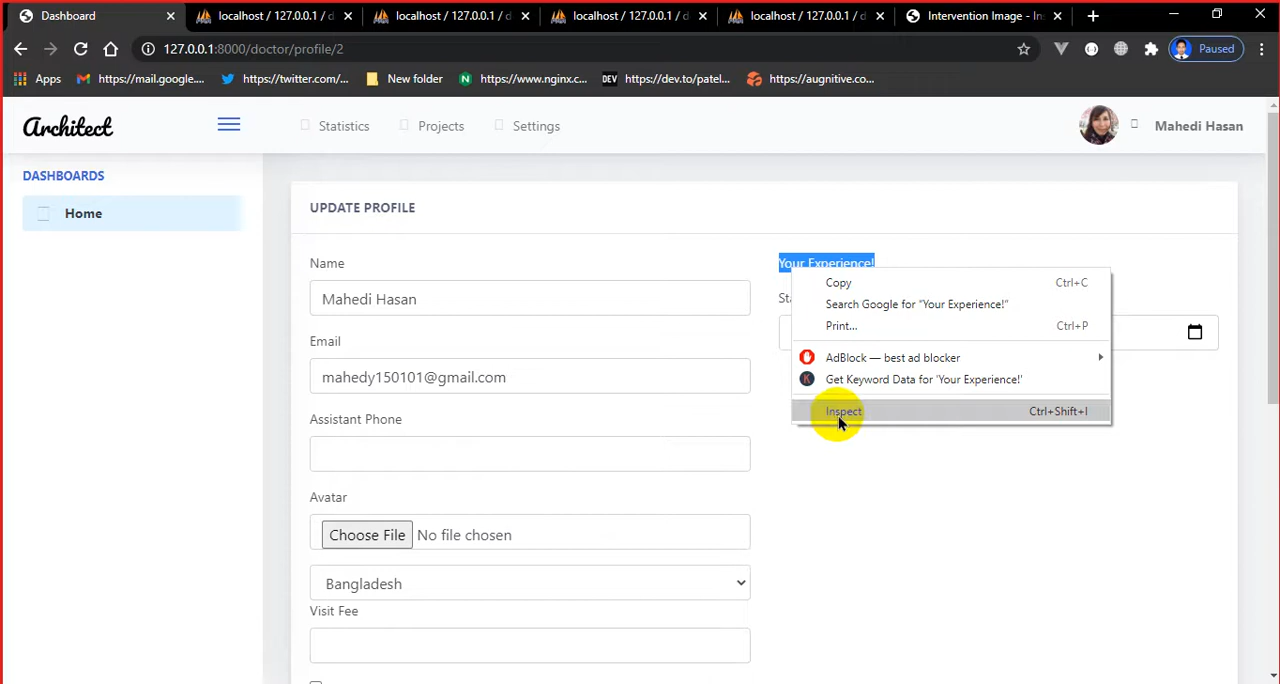 Dashboard
localhost / 127.0.0.1 / d
localhost / 127.0.0.1 / d
localhost / 127.0.0.1 / d
localhost / 127.0.0.1 / d
Intervention Image - In
127.0.0.1:8000/doctor/profile/2
Paused
Apps
https://mail.google....
https://twitter.com/...
New folder
https://www.nginx.c...
DEV
https://dev.to/patel...
https://augnitive.co...
Architect
Statistics
Projects
Settings
Mahedi Hasan
DASHBOARDS
Home
UPDATE PROFILE
Name
Mahedi Hasan
Email
mahedy150101@gmail.com
Assistant Phone
Avatar
Choose File No file chosen
Bangladesh
Visit Fee
Your Experience!
Copy Ctrl+C
Search Google for "Your Experience!"
Print... Ctrl+P
AdBlock — best ad blocker
Get Keyword Data for 'Your Experience!'
Inspect Ctrl+Shift+I